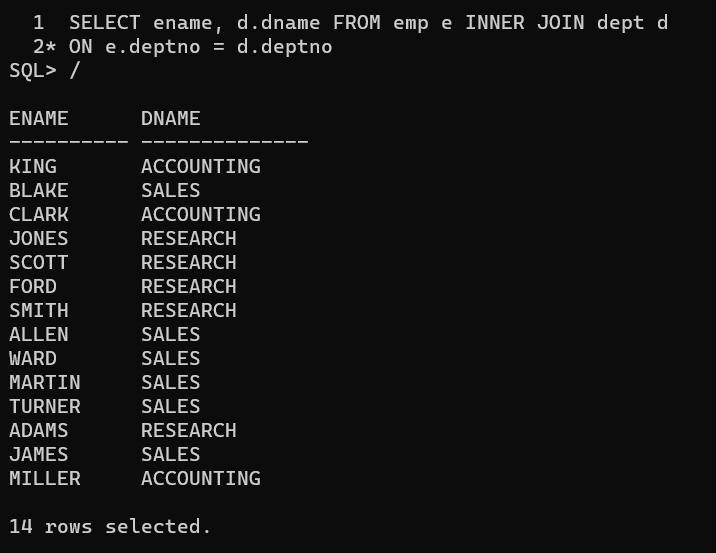 1  SELECT ename, d.dname FROM emp e INNER JOIN dept d
  2* ON e.deptno = d.deptno
SQL> /

ENAME      DNAME
---------- --------------
KING       ACCOUNTING
BLAKE      SALES
CLARK      ACCOUNTING
JONES      RESEARCH
SCOTT      RESEARCH
FORD       RESEARCH
SMITH      RESEARCH
ALLEN      SALES
WARD       SALES
MARTIN     SALES
TURNER     SALES
ADAMS      RESEARCH
JAMES      SALES
MILLER     ACCOUNTING

14 rows selected.